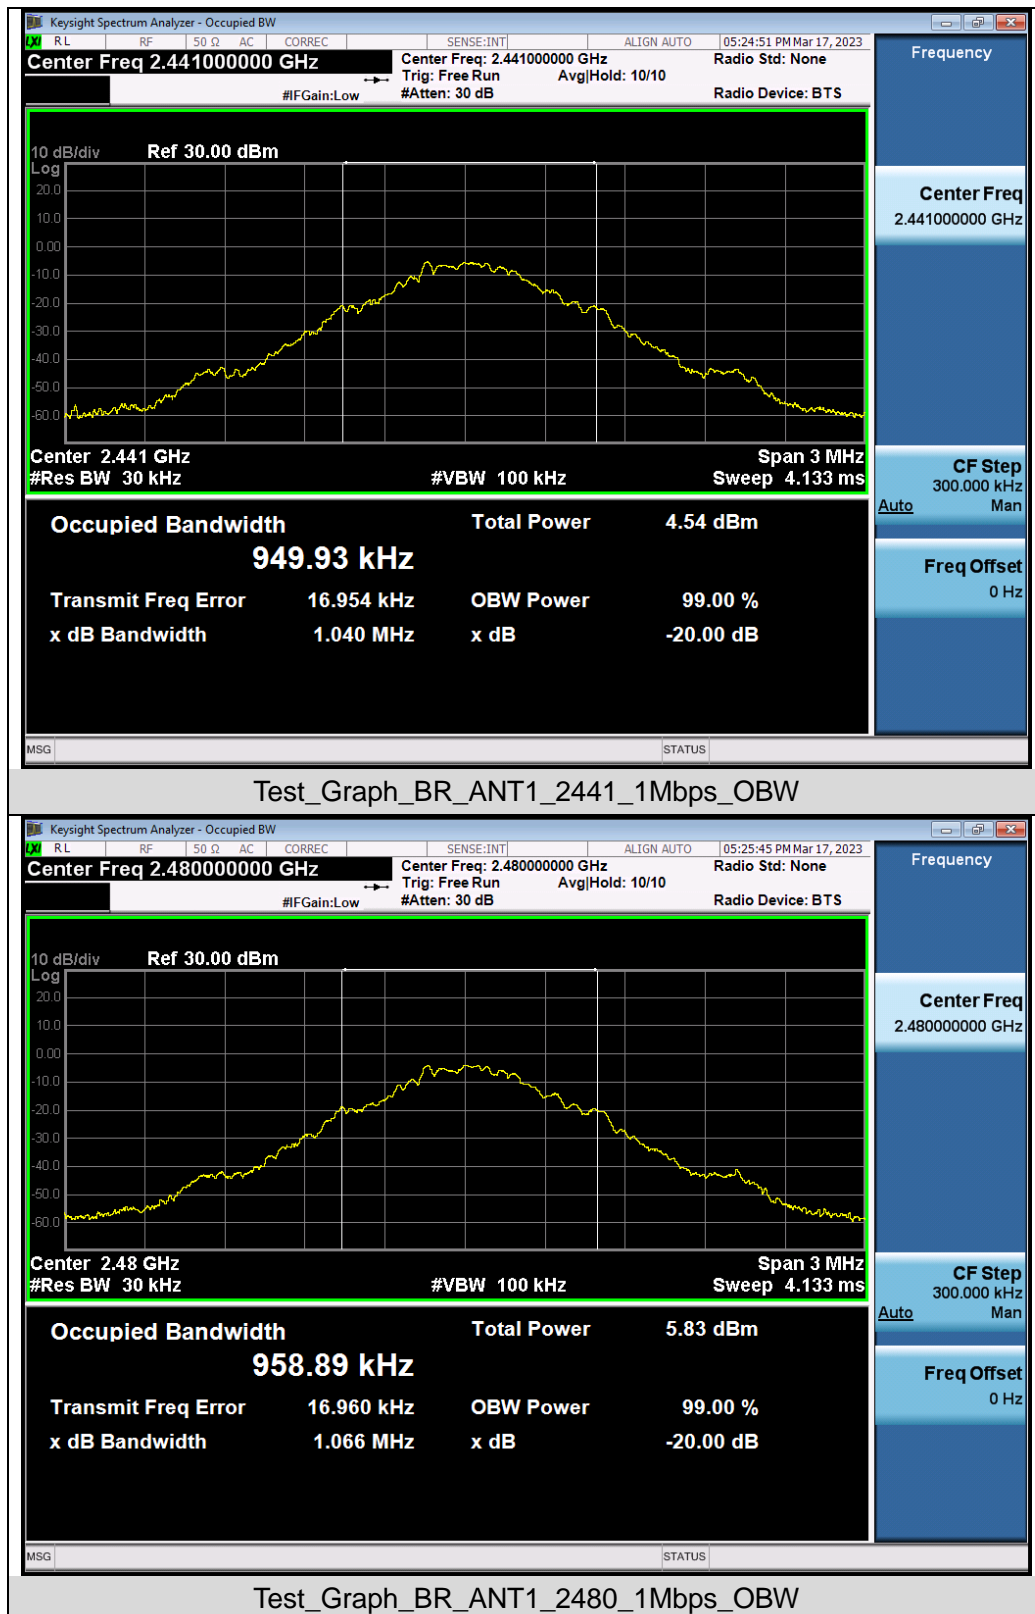 Keysight Spectrum Analyzer - Occupied BW
LXI RL RF 50 Ω AC CORREC SENSE:INT ALIGN AUTO 05:24:51 PM Mar 17, 2023
Center Freq 2.441000000 GHz
Center Freq: 2.441000000 GHz
Radio Std: None
Trig: Free Run Avg|Hold: 10/10
#IFGain:Low
#Atten: 30 dB
Radio Device: BTS
Frequency
10 dB/div Ref 30.00 dBm
Log
20.0
10.0
0.00
-10.0
-20.0
-30.0
-40.0
-50.0
-60.0
Center Freq
2.441000000 GHz
Center 2.441 GHz Span 3 MHz
#Res BW 30 kHz #VBW 100 kHz Sweep 4.133 ms
CF Step
300.000 kHz
Auto Man
Occupied Bandwidth Total Power 4.54 dBm
949.93 kHz
Transmit Freq Error 16.954 kHz OBW Power 99.00 %
x dB Bandwidth 1.040 MHz x dB -20.00 dB
Freq Offset
0 Hz
MSG STATUS
Test_Graph_BR_ANT1_2441_1Mbps_OBW
Keysight Spectrum Analyzer - Occupied BW
LXI RL RF 50 Ω AC CORREC SENSE:INT ALIGN AUTO 05:25:45 PM Mar 17, 2023
Center Freq 2.480000000 GHz
Center Freq: 2.480000000 GHz
Radio Std: None
Trig: Free Run Avg|Hold: 10/10
#IFGain:Low
#Atten: 30 dB
Radio Device: BTS
Frequency
10 dB/div Ref 30.00 dBm
Log
20.0
10.0
0.00
-10.0
-20.0
-30.0
-40.0
-50.0
-60.0
Center Freq
2.480000000 GHz
Center 2.48 GHz Span 3 MHz
#Res BW 30 kHz #VBW 100 kHz Sweep 4.133 ms
CF Step
300.000 kHz
Auto Man
Occupied Bandwidth Total Power 5.83 dBm
958.89 kHz
Transmit Freq Error 16.960 kHz OBW Power 99.00 %
x dB Bandwidth 1.066 MHz x dB -20.00 dB
Freq Offset
0 Hz
MSG STATUS
Test_Graph_BR_ANT1_2480_1Mbps_OBW